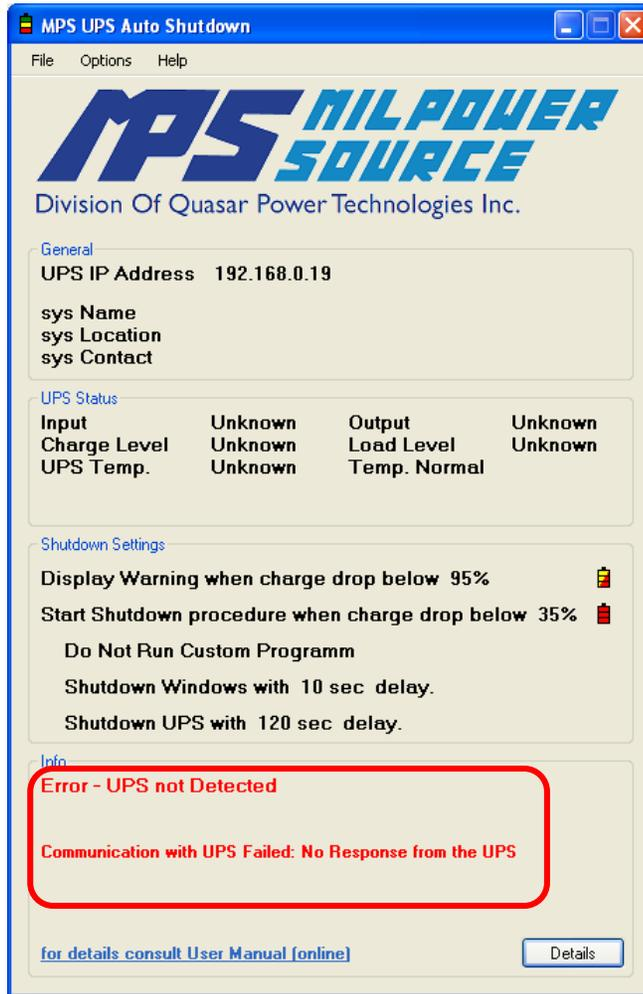 MPS UPS Auto Shutdown
File Options Help
MPS MILPOWER
SOURCE
Division Of Quasar Power Technologies Inc.
General
UPS IP Address 192.168.0.19
sys Name
sys Location
sys Contact
UPS Status
Input Unknown Output Unknown
Charge Level Unknown Load Level Unknown
UPS Temp. Unknown Temp. Normal
Shutdown Settings
Display Warning when charge drop below 95%
Start Shutdown procedure when charge drop below 35%
Do Not Run Custom Programm
Shutdown Windows with 10 sec delay.
Shutdown UPS with 120 sec delay.
Info
Error - UPS not Detected
Communication with UPS Failed: No Response from the UPS
for details consult User Manual (online) Details